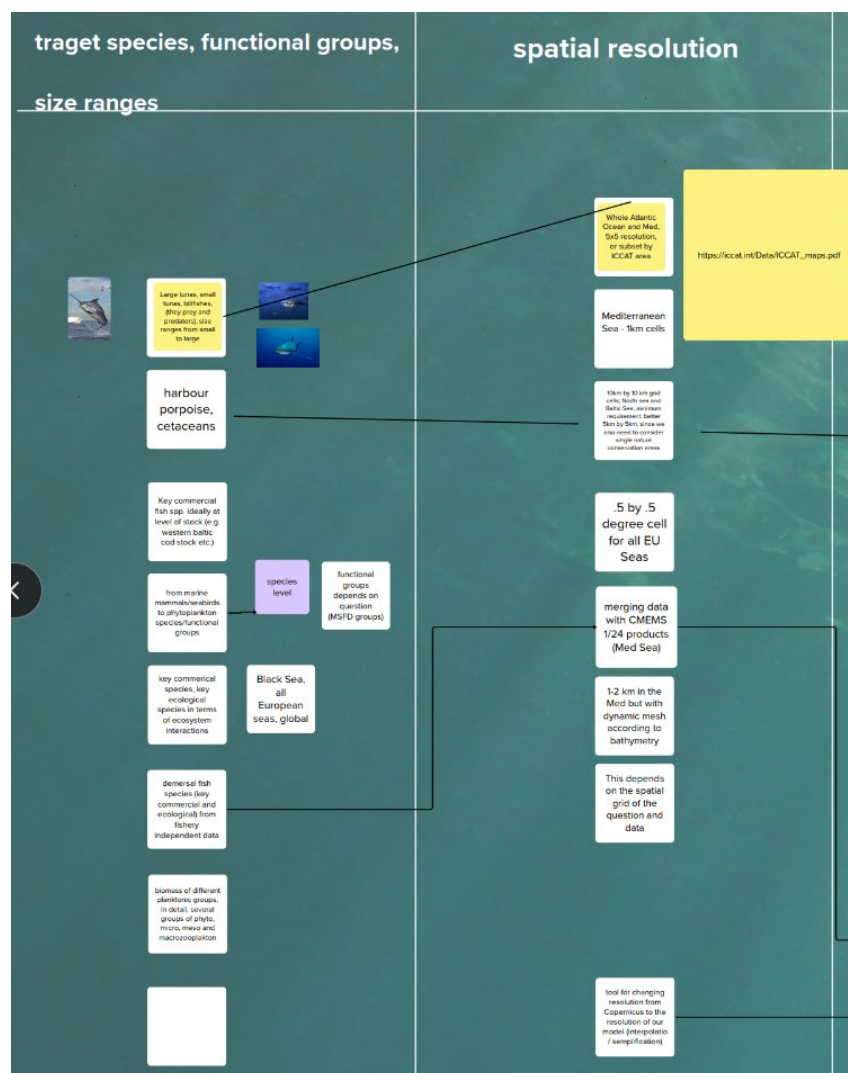 traget species, functional groups,
size ranges
spatial resolution
Large tunas, small
tunas, billfishes,
(they prey and
predators), size
ranges from small
to large
harbour
porpoise,
cetaceans
Key commercial
fish spp. ideally at
level of stock (e.g.
western baltic
cod stock etc.)
from marine
mammals/seabirds
to phytoplankton
species/functional
groups
species
level
functional
groups
depends on
question
(MSFD groups)
key commerical
species, key
ecological
species in terms
of ecosystem
interactions
Black Sea,
all
European
seas, global
demersal fish
species (key
commercial and
ecological) from
fishery
independent data
biomass of different
planktonic groups,
in detail, several
groups of phyto,
micro, meso and
macrozooplakton
Whole Atlantic
Ocean and Med,
5x5 resolution,
or subset by
ICCAT area
https://iccat.int/Data/ICCAT_maps.pdf
Mediterranean
Sea - 1km cells
10km by 10 km grid
cells; North sea and
Baltic Sea; minimum
requirement; better
5km by 5km, since we
also need to consider
single nature
conservation areas
.5 by .5
degree cell
for all EU
Seas
merging data
with CMEMS
1/24 products
(Med Sea)
1-2 km in the
Med but with
dynamic mesh
according to
bathymetry
This depends
on the spatial
grid of the
question and
data
tool for changing
resolution from
Copernicus to the
resolution of our
model (interpolatio
/ semplification)